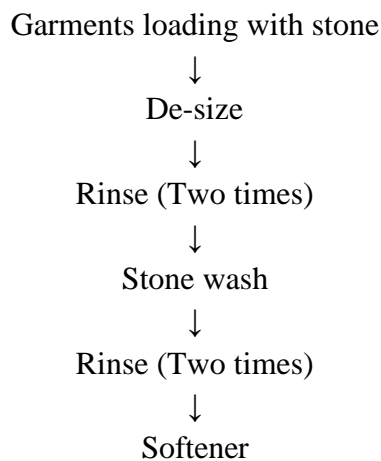 Garments loading with stone
↓
De-size
↓
Rinse (Two times)
↓
Stone wash
↓
Rinse (Two times)
↓
Softener